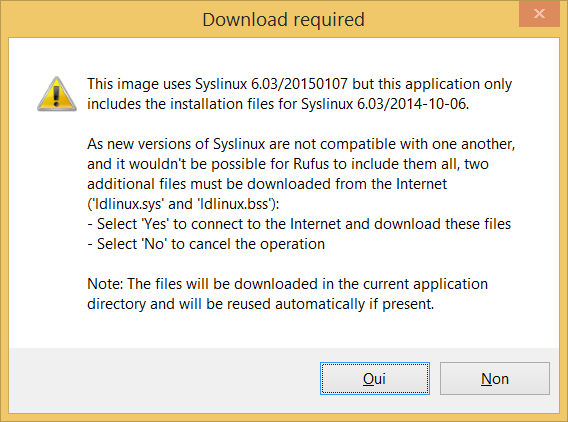 Download required
This image uses Syslinux 6.03/20150107 but this application only
includes the installation files for Syslinux 6.03/2014-10-06.
As new versions of Syslinux are not compatible with one another,
and it wouldn't be possible for Rufus to include them all, two
additional files must be downloaded from the Internet
('ldlinux.sys' and 'ldlinux.bss'):
- Select 'Yes' to connect to the Internet and download these files
- Select 'No' to cancel the operation
Note: The files will be downloaded in the current application
directory and will be reused automatically if present.
Oui
Non